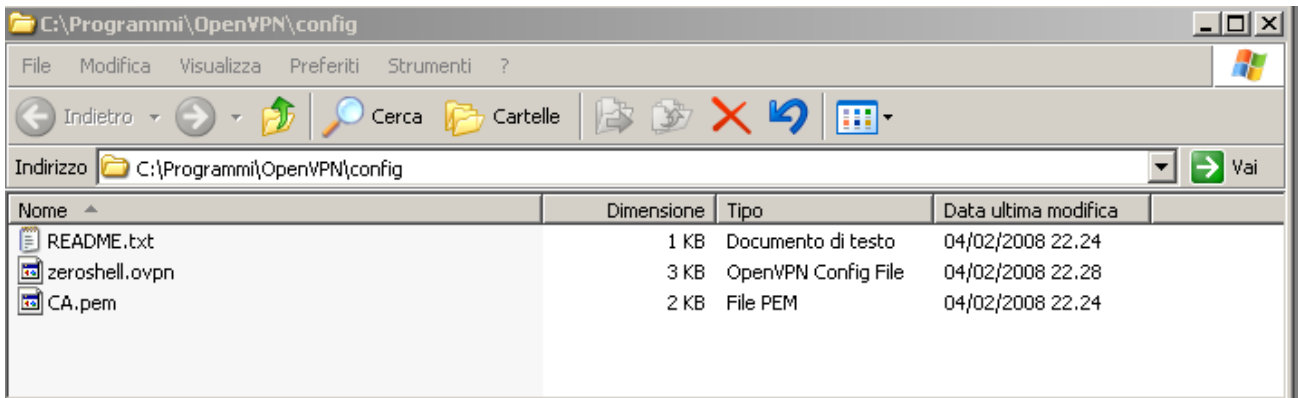 C:\Programmi\OpenVPN\config
File Modifica Visualizza Preferiti Strumenti ?
Indietro Cerca Cartelle
Indirizzo C:\Programmi\OpenVPN\config Vai
Nome Dimensione Tipo Data ultima modifica
README.txt 1 KB Documento di testo 04/02/2008 22.24
zeroshell.ovpn 3 KB OpenVPN Config File 04/02/2008 22.28
CA.pem 2 KB File PEM 04/02/2008 22.24